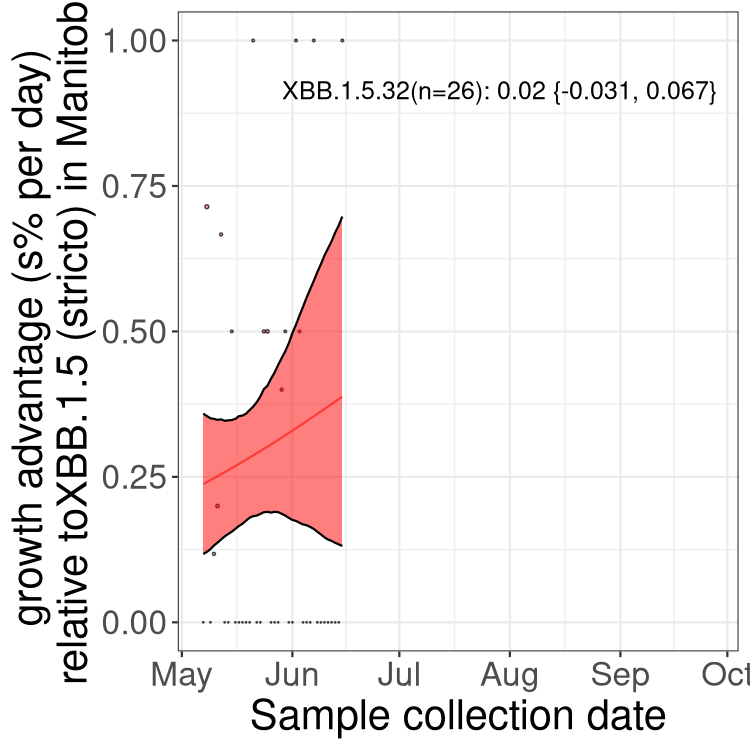 growth advantage (s% per day)
relative toXBB.1.5 (stricto) in Manitob
1.00
0.75
0.50
0.25
0.00
XBB.1.5.32(n=26): 0.02 {-0.031, 0.067}
May Jun Jul Aug Sep Oct
Sample collection date